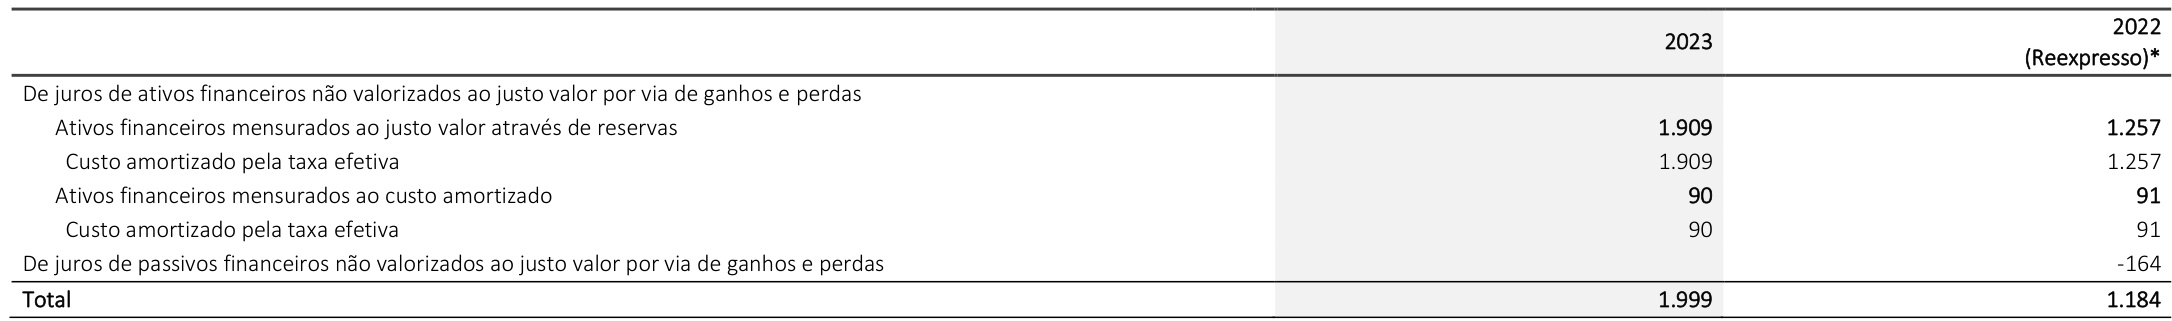 2023 2022
(Reexpresso)*
De juros de ativos financeiros não valorizados ao justo valor por via de ganhos e perdas
Ativos financeiros mensurados ao justo valor através de reservas 1.909 1.257
Custo amortizado pela taxa efetiva 1.909 1.257
Ativos financeiros mensurados ao custo amortizado 90 91
Custo amortizado pela taxa efetiva 90 91
De juros de passivos financeiros não valorizados ao justo valor por via de ganhos e perdas -164
Total 1.999 1.184